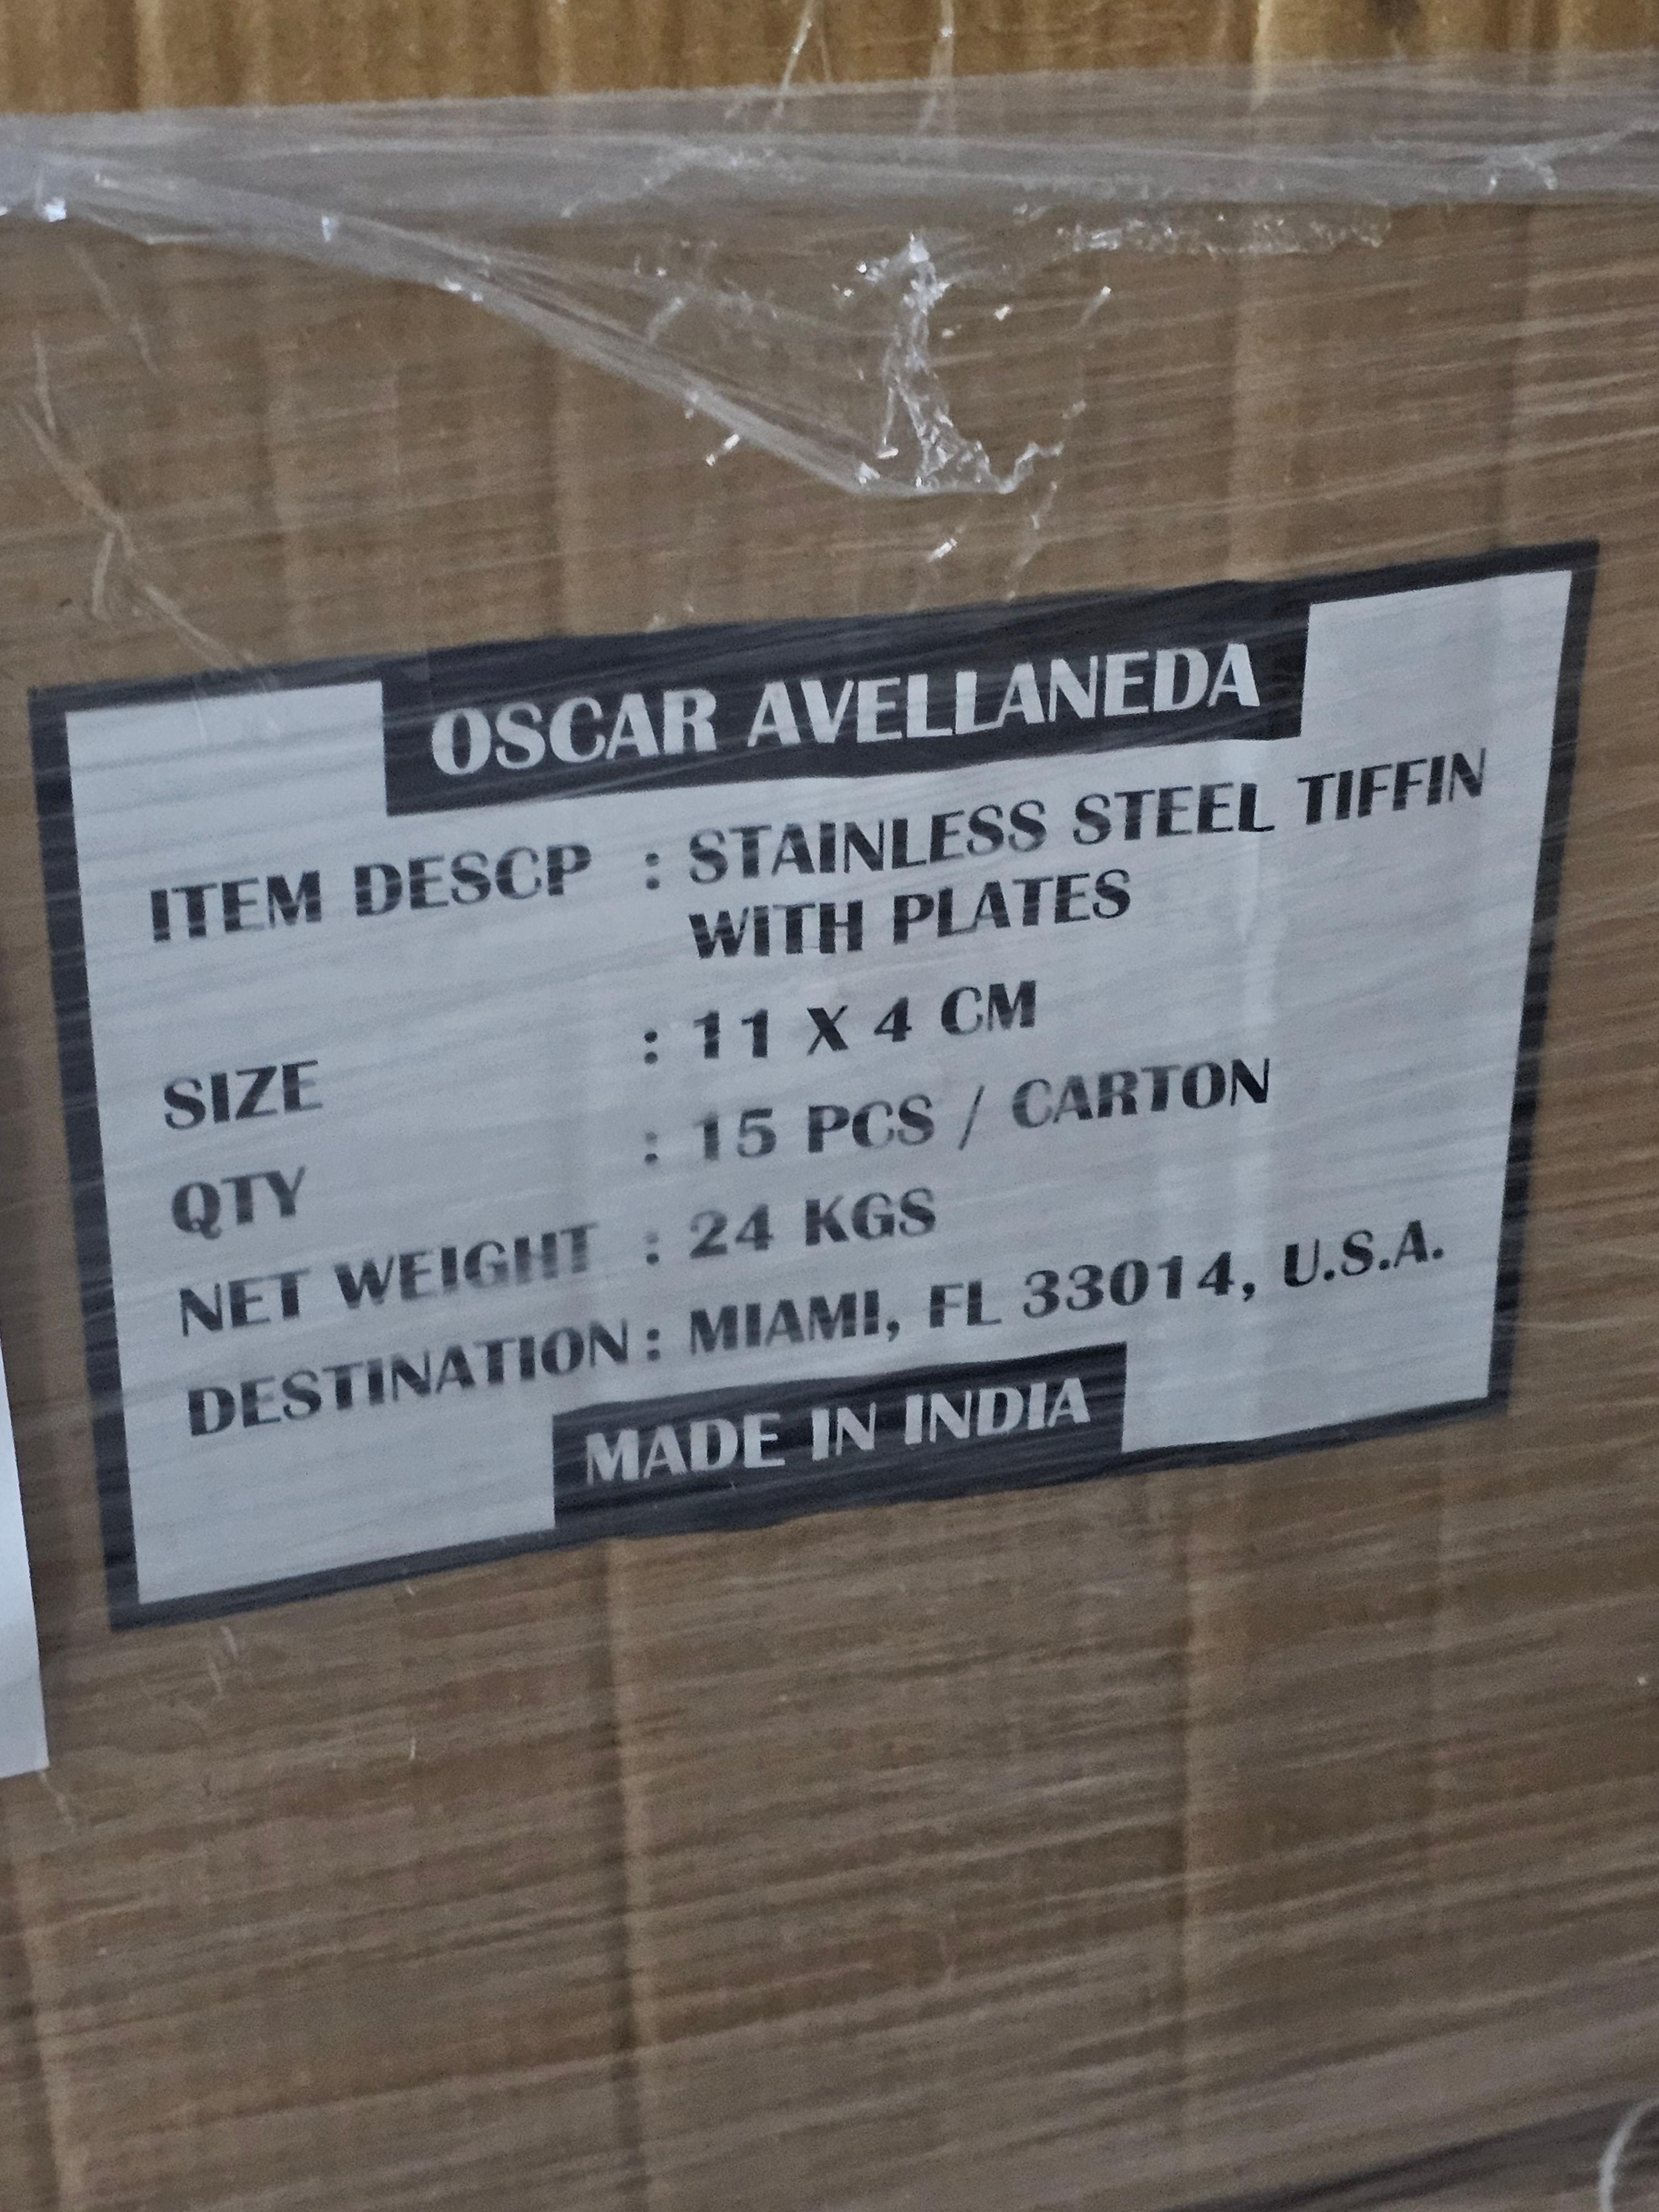 OSCAR AVELLANEDA
ITEM DESCP : STAINLESS STEEL TIFFIN
WITH PLATES
SIZE : 11 X 4 CM
QTY : 15 PCS / CARTON
NET WEIGHT : 24 KGS
DESTINATION : MIAMI, FL 33014, U.S.A.
MADE IN INDIA